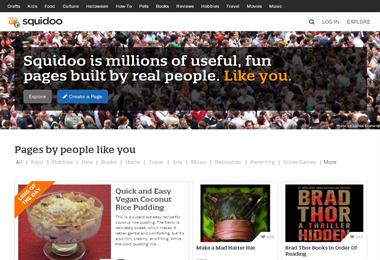 Crafts Kids Food Culture Halloween How-To Pets Books Reviews Hobbies Travel Movies Music
squidoo
LOG IN EXPLORE
Squidoo is millions of useful, fun
pages built by real people. Like you.
Explore Create a Page
Pages by people like you
All | Food | Hobbies | Pets | Books | Home | Travel | Arts | Music | Recreation | Parenting | Video Games | More
LENS OF
THE DAY
Quick and Easy
Vegan Coconut
Rice Pudding
This is a superb but easy recipe for
coconut rice pudding. The flavor is
delicately sweet, which makes it
rather gentle and comforting, but it's
also rich, creamy, and filling. While
the cold pudding ma...
Make a Mad Hatter Hat
BRAD
THOR
A THRILLER
HIDDEN
Brad Thor Books In Order Of
Reading